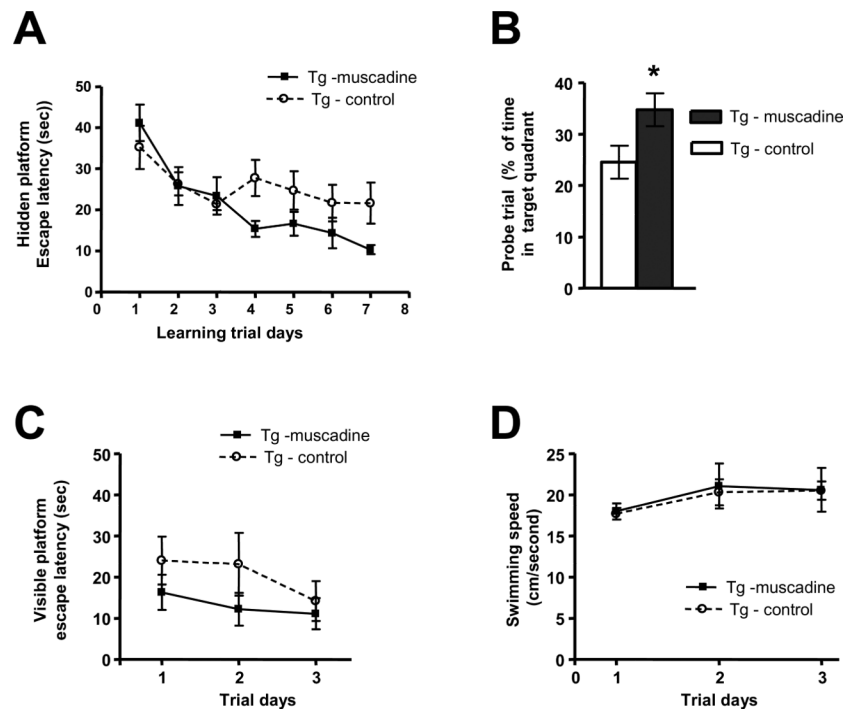 A
Tg -muscadine
Tg - control
Hidden platform
Escape latency (sec))
50
40
30
20
10
0
0 1 2 3 4 5 6 7 8
Learning trial days
B
*
Probe trial (% of time
in target quadrant
40
30
20
10
0
Tg - muscadine
Tg - control
C
Tg -muscadine
Tg - control
Visible platform
escape latency (sec)
50
40
30
20
10
0
1 2 3
Trial days
D
Swimming speed
(cm/second)
25
20
15
10
5
0
Tg -muscadine
Tg - control
0 1 2 3
Trial days